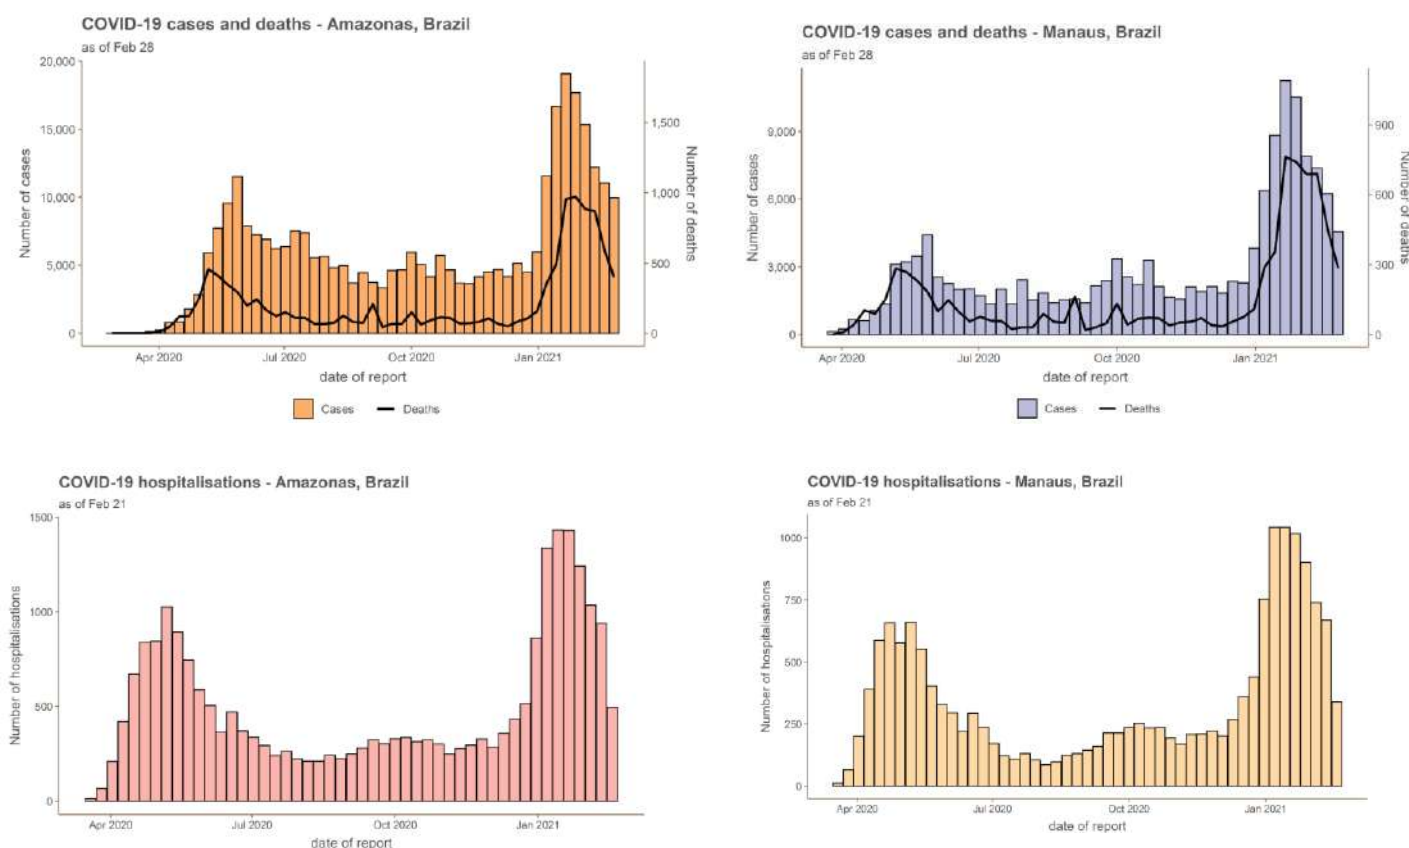 COVID-19 cases and deaths - Amazonas, Brazil
as of Feb 28
20,000
15,000
10,000
5,000
0
Number of cases
1,500
1,000
500
0
Number of deaths
Apr 2020 Jul 2020 Oct 2020 Jan 2021
date of report
Cases Deaths
COVID-19 cases and deaths - Manaus, Brazil
as of Feb 28
9,000
6,000
3,000
0
Number of cases
900
600
300
0
Number of deaths
Apr 2020 Jul 2020 Oct 2020 Jan 2021
date of report
Cases Deaths
COVID-19 hospitalisations - Amazonas, Brazil
as of Feb 21
1500
1000
500
0
Number of hospitalisations
Apr 2020 Jul 2020 Oct 2020 Jan 2021
date of report
COVID-19 hospitalisations - Manaus, Brazil
as of Feb 21
1000
750
500
250
0
Number of hospitalisations
Apr 2020 Jul 2020 Oct 2020 Jan 2021
date of report